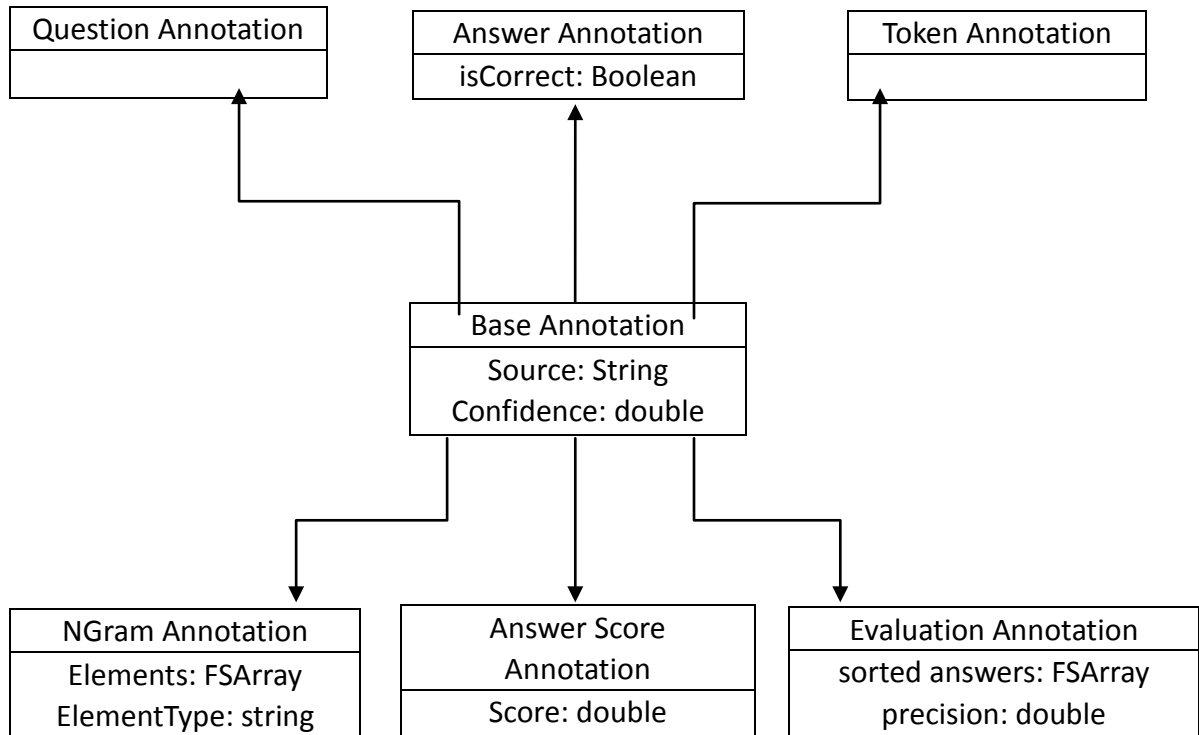 Question Annotation
Answer Annotation
isCorrect: Boolean
Token Annotation
Base Annotation
Source: String
Confidence: double
NGram Annotation
Elements: FSArray
ElementType: string
Answer Score
Annotation
Score: double
Evaluation Annotation
sorted answers: FSArray
precision: double